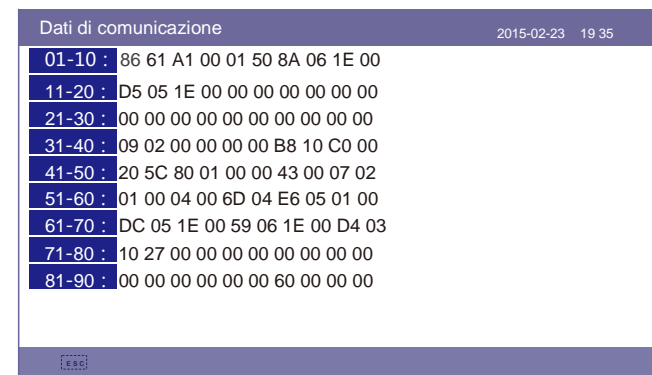 Dati di comunicazione 2015-02-23 19 35
01-10 : 86 61 A1 00 01 50 8A 06 1E 00
11-20 : D5 05 1E 00 00 00 00 00 00 00
21-30 : 00 00 00 00 00 00 00 00 00 00
31-40 : 09 02 00 00 00 00 B8 10 C0 00
41-50 : 20 5C 80 01 00 00 43 00 07 02
51-60 : 01 00 04 00 6D 04 E6 05 01 00
61-70 : DC 05 1E 00 59 06 1E 00 D4 03
71-80 : 10 27 00 00 00 00 00 00 00 00
81-90 : 00 00 00 00 00 00 60 00 00 00
ESC